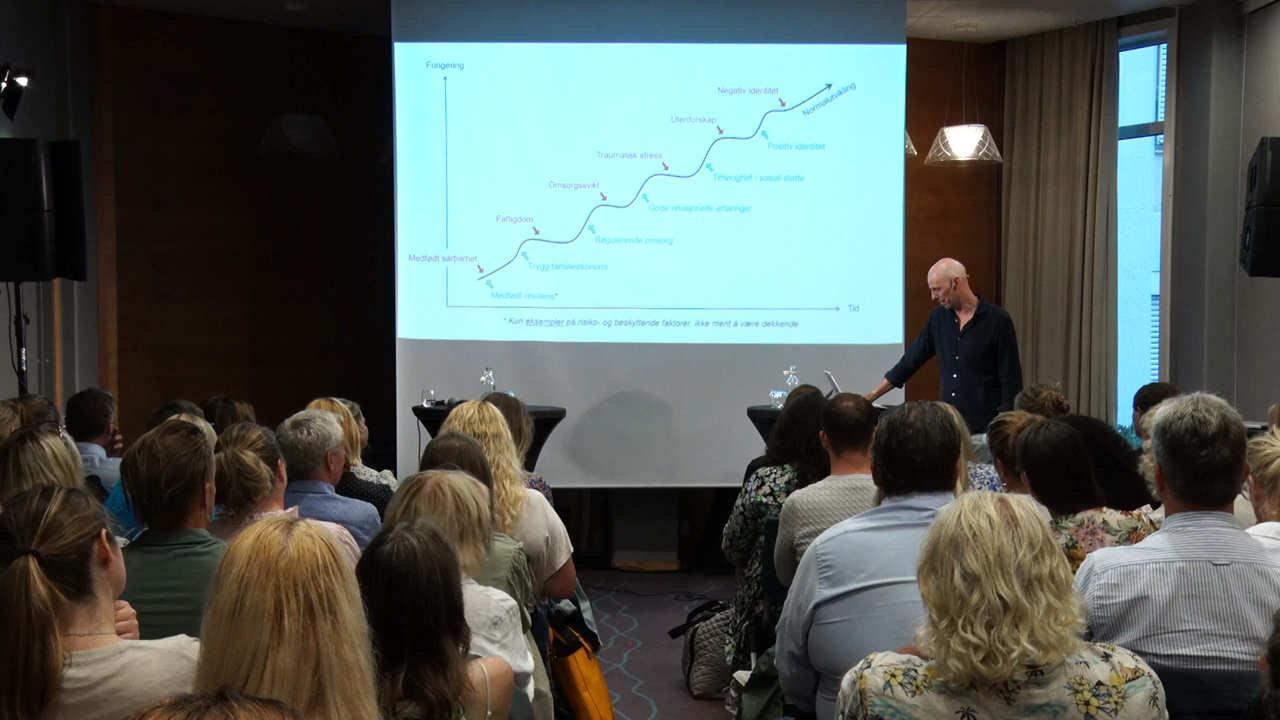 Fungering
Negativ identitet
Normalutvikling
Utenforskap
Positiv identitet
Traumatisk stress
Tilhørighet / sosial støtte
Omsorgssvikt
Gode relasjonelle erfaringer
Fattigdom
Regulerende omsorg
Medfødt sårbarhet
Trygg familieøkonomi
Medfødt resiliens*
Tid
* Kun eksempler på risiko- og beskyttende faktorer, ikke ment å være dekkende